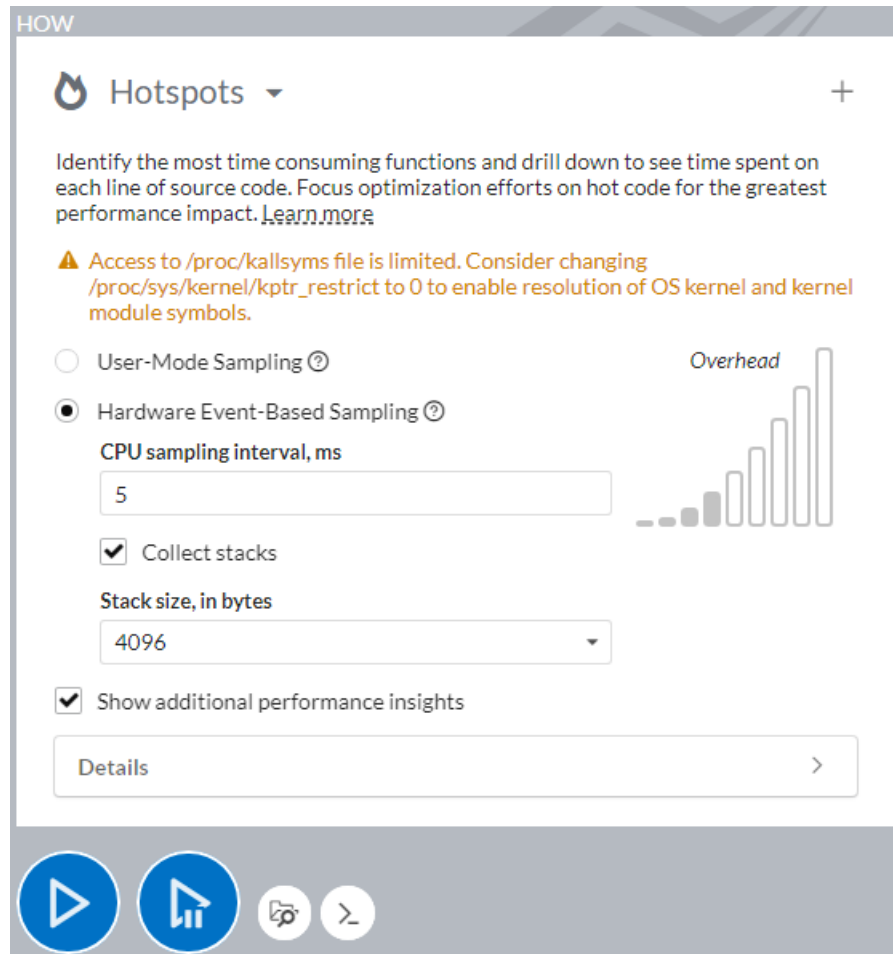 HOW
Hotspots
Identify the most time consuming functions and drill down to see time spent on
each line of source code. Focus optimization efforts on hot code for the greatest
performance impact. Learn more
Access to /proc/kallsyms file is limited. Consider changing
/proc/sys/kernel/kptr_restrict to 0 to enable resolution of OS kernel and kernel
module symbols.
User-Mode Sampling
Overhead
Hardware Event-Based Sampling
CPU sampling interval, ms
5
Collect stacks
Stack size, in bytes
4096
Show additional performance insights
Details